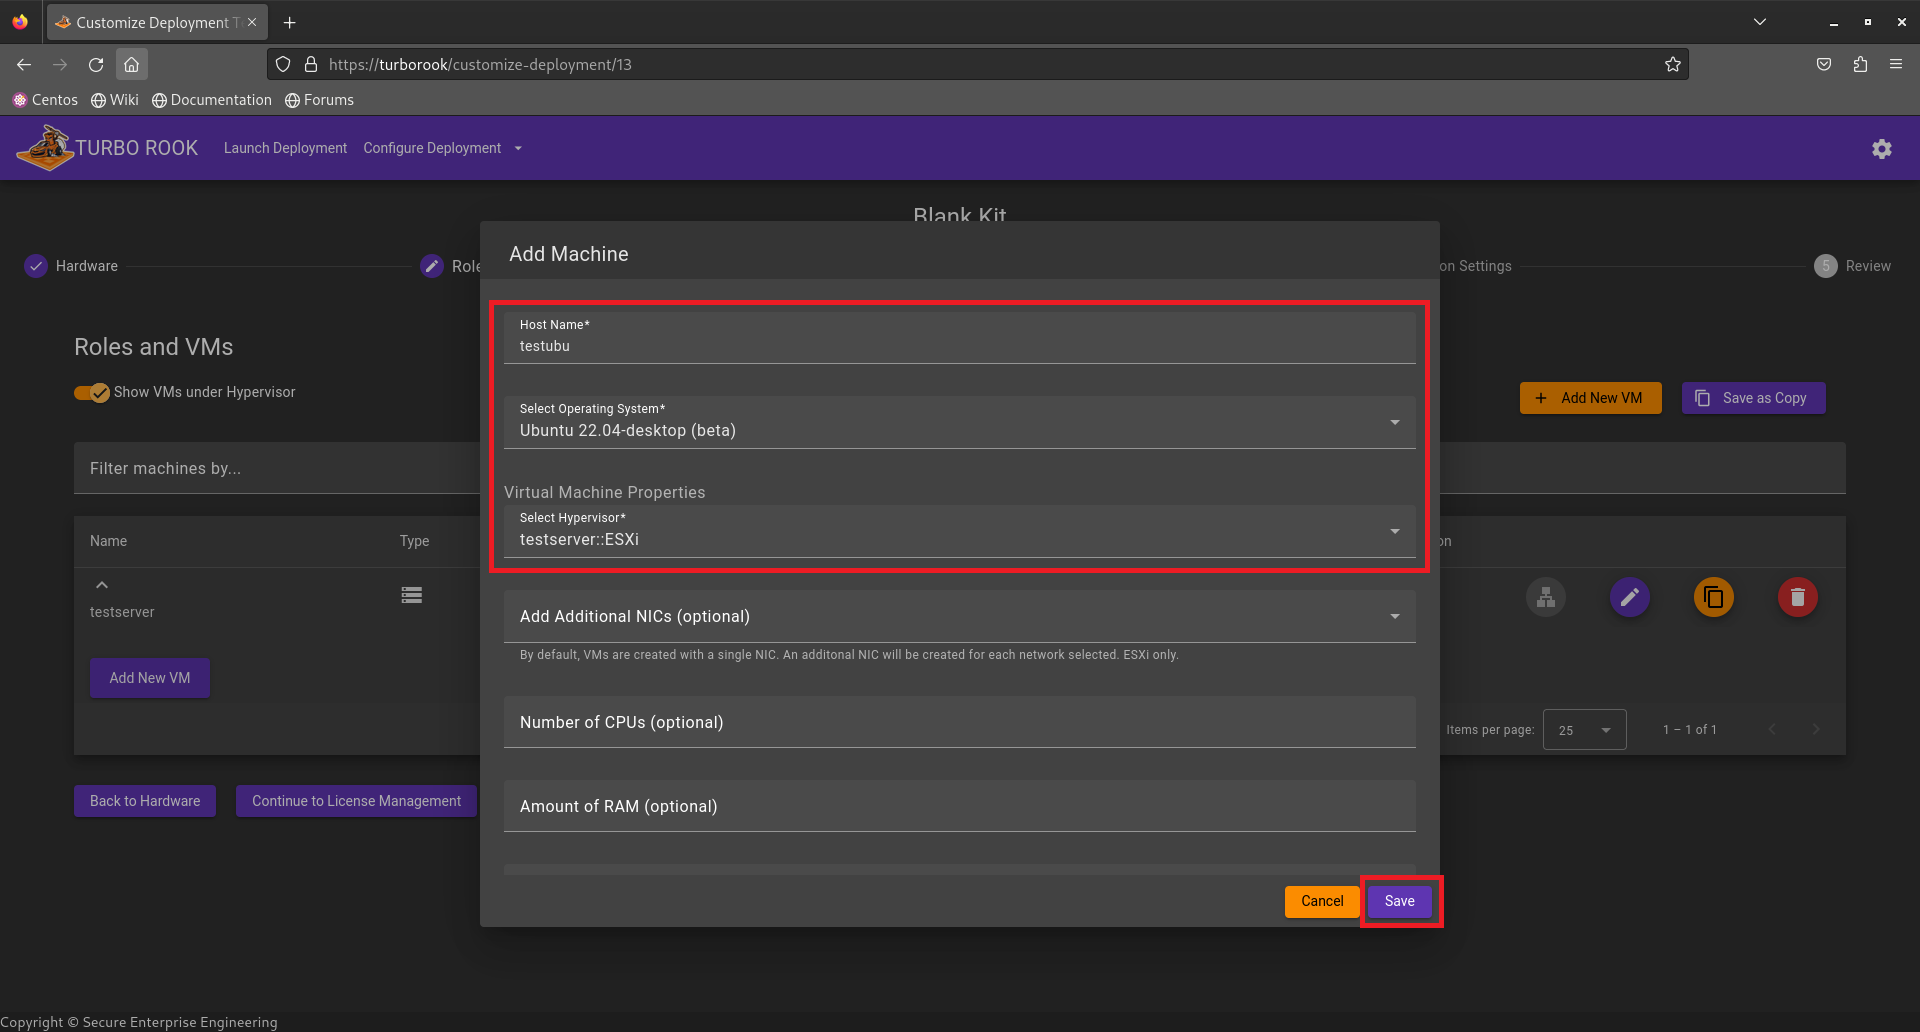 Customize Deployment T
https://turborook/customize-deployment/13
Centos Wiki Documentation Forums
TURBO ROOK Launch Deployment Configure Deployment
Blank Kit
Hardware
Role
on Settings
5 Review
Add Machine
Host Name*
testubu
Select Operating System*
Ubuntu 22.04-desktop (beta)
Virtual Machine Properties
Select Hypervisor*
testserver::ESXi
Add Additional NICs (optional)
By default, VMs are created with a single NIC. An additonal NIC will be created for each network selected. ESXi only.
Number of CPUs (optional)
Amount of RAM (optional)
Cancel Save
Roles and VMs
Show VMs under Hypervisor
Add New VM Save as Copy
Filter machines by...
Name Type on
testserver
Add New VM
Items per page: 25 1 – 1 of 1
Back to Hardware Continue to License Management
Copyright © Secure Enterprise Engineering